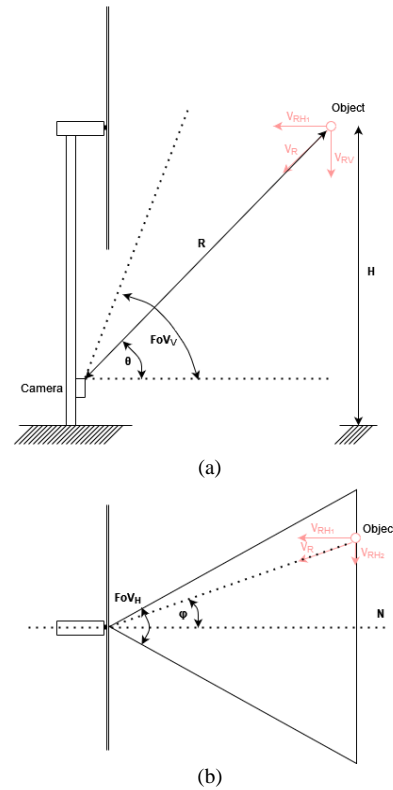 Object
V_RH1
V_R
V_RV
R
H
FoV_V
θ
Camera
(a)
Objec
V_RH1
V_R
V_RH2
FoV_H
φ
N
(b)